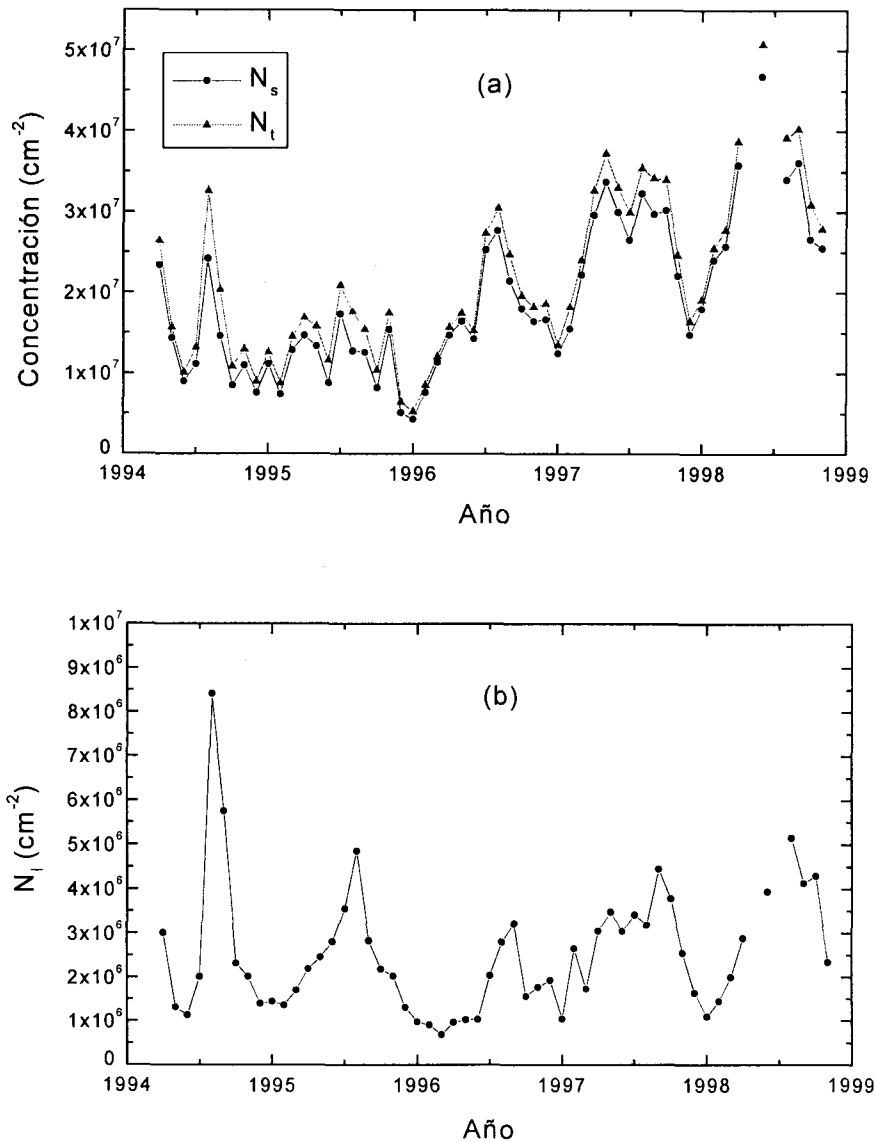 5x10⁷
4x10⁷
3x10⁷
2x10⁷
1x10⁷
0
Concentración (cm⁻²)
Nₛ
Nₜ
(a)
1994 1995 1996 1997 1998 1999
Año
1x10⁷
9x10⁶
8x10⁶
7x10⁶
6x10⁶
5x10⁶
4x10⁶
3x10⁶
2x10⁶
1x10⁶
0
Nₗ (cm⁻²)
(b)
1994 1995 1996 1997 1998 1999
Año